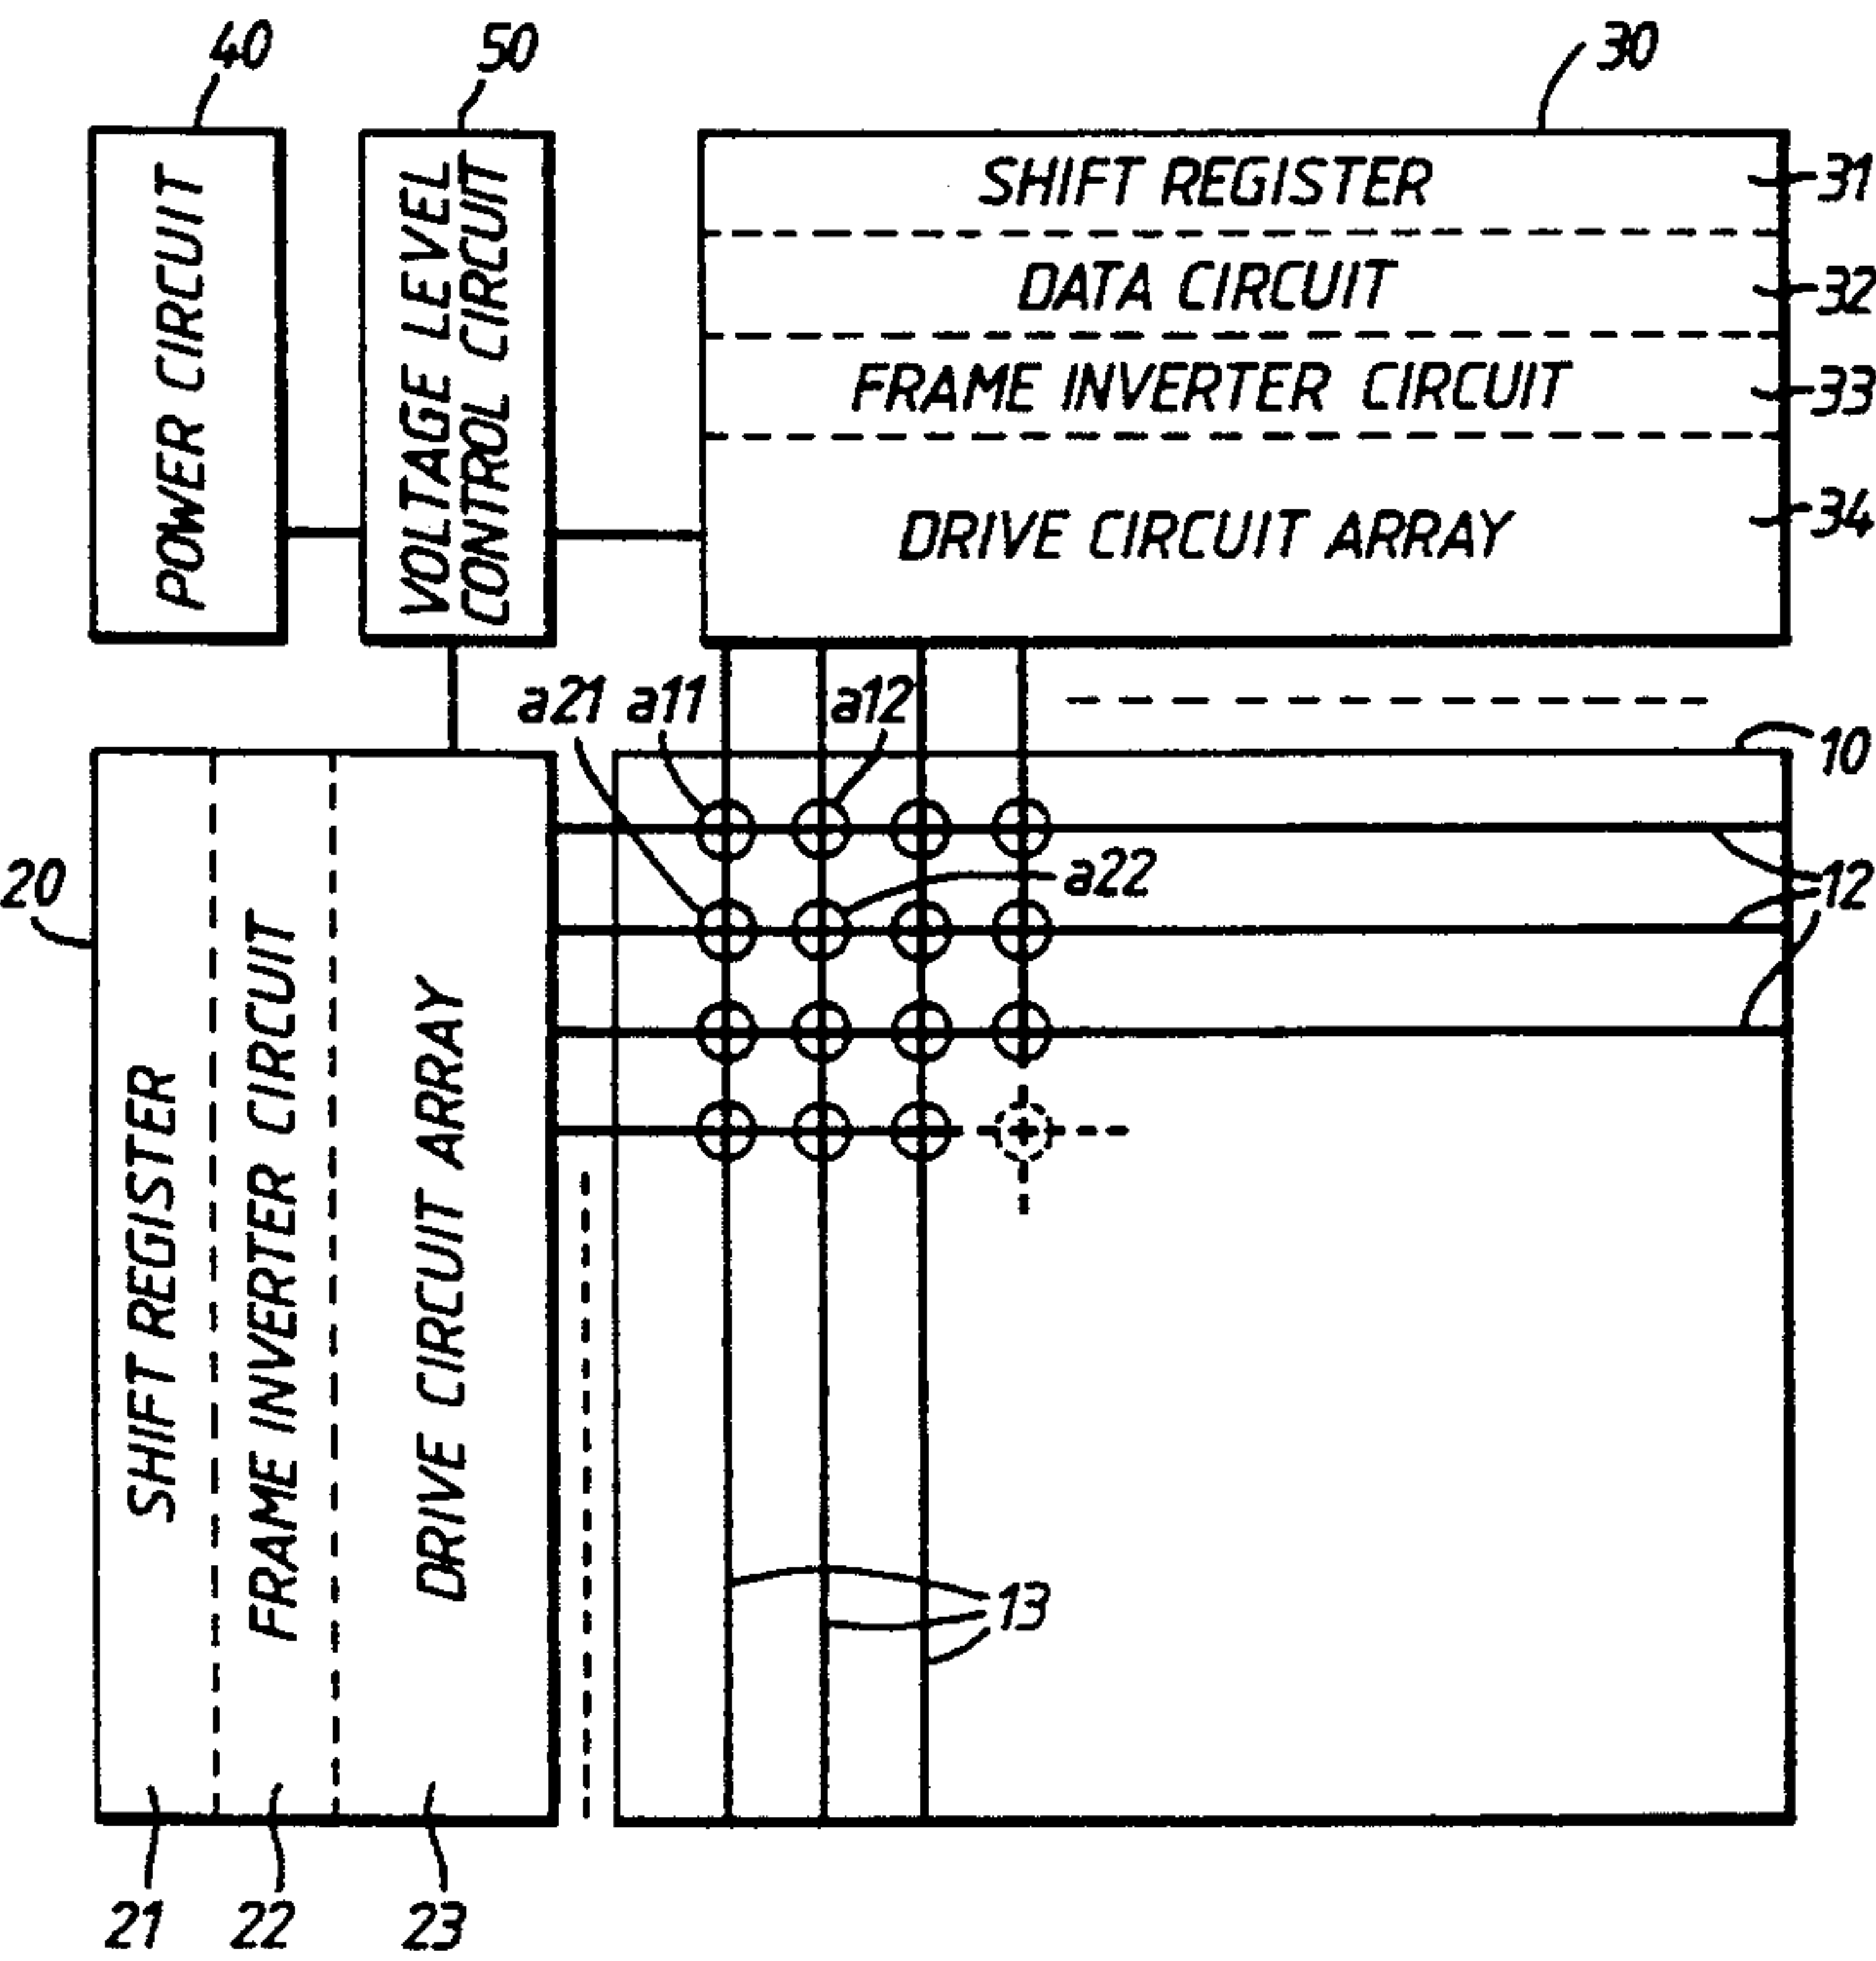 40
50
30
POWER CIRCUIT
VOLTAGE LEVEL
CONTROL CIRCUIT
SHIFT REGISTER
31
DATA CIRCUIT
32
FRAME INVERTER CIRCUIT
33
DRIVE CIRCUIT ARRAY
34
a21 a11 a12
10
20
a22
12
SHIFT REGISTER
FRAME INVERTER CIRCUIT
DRIVE CIRCUIT ARRAY
13
21
22
23